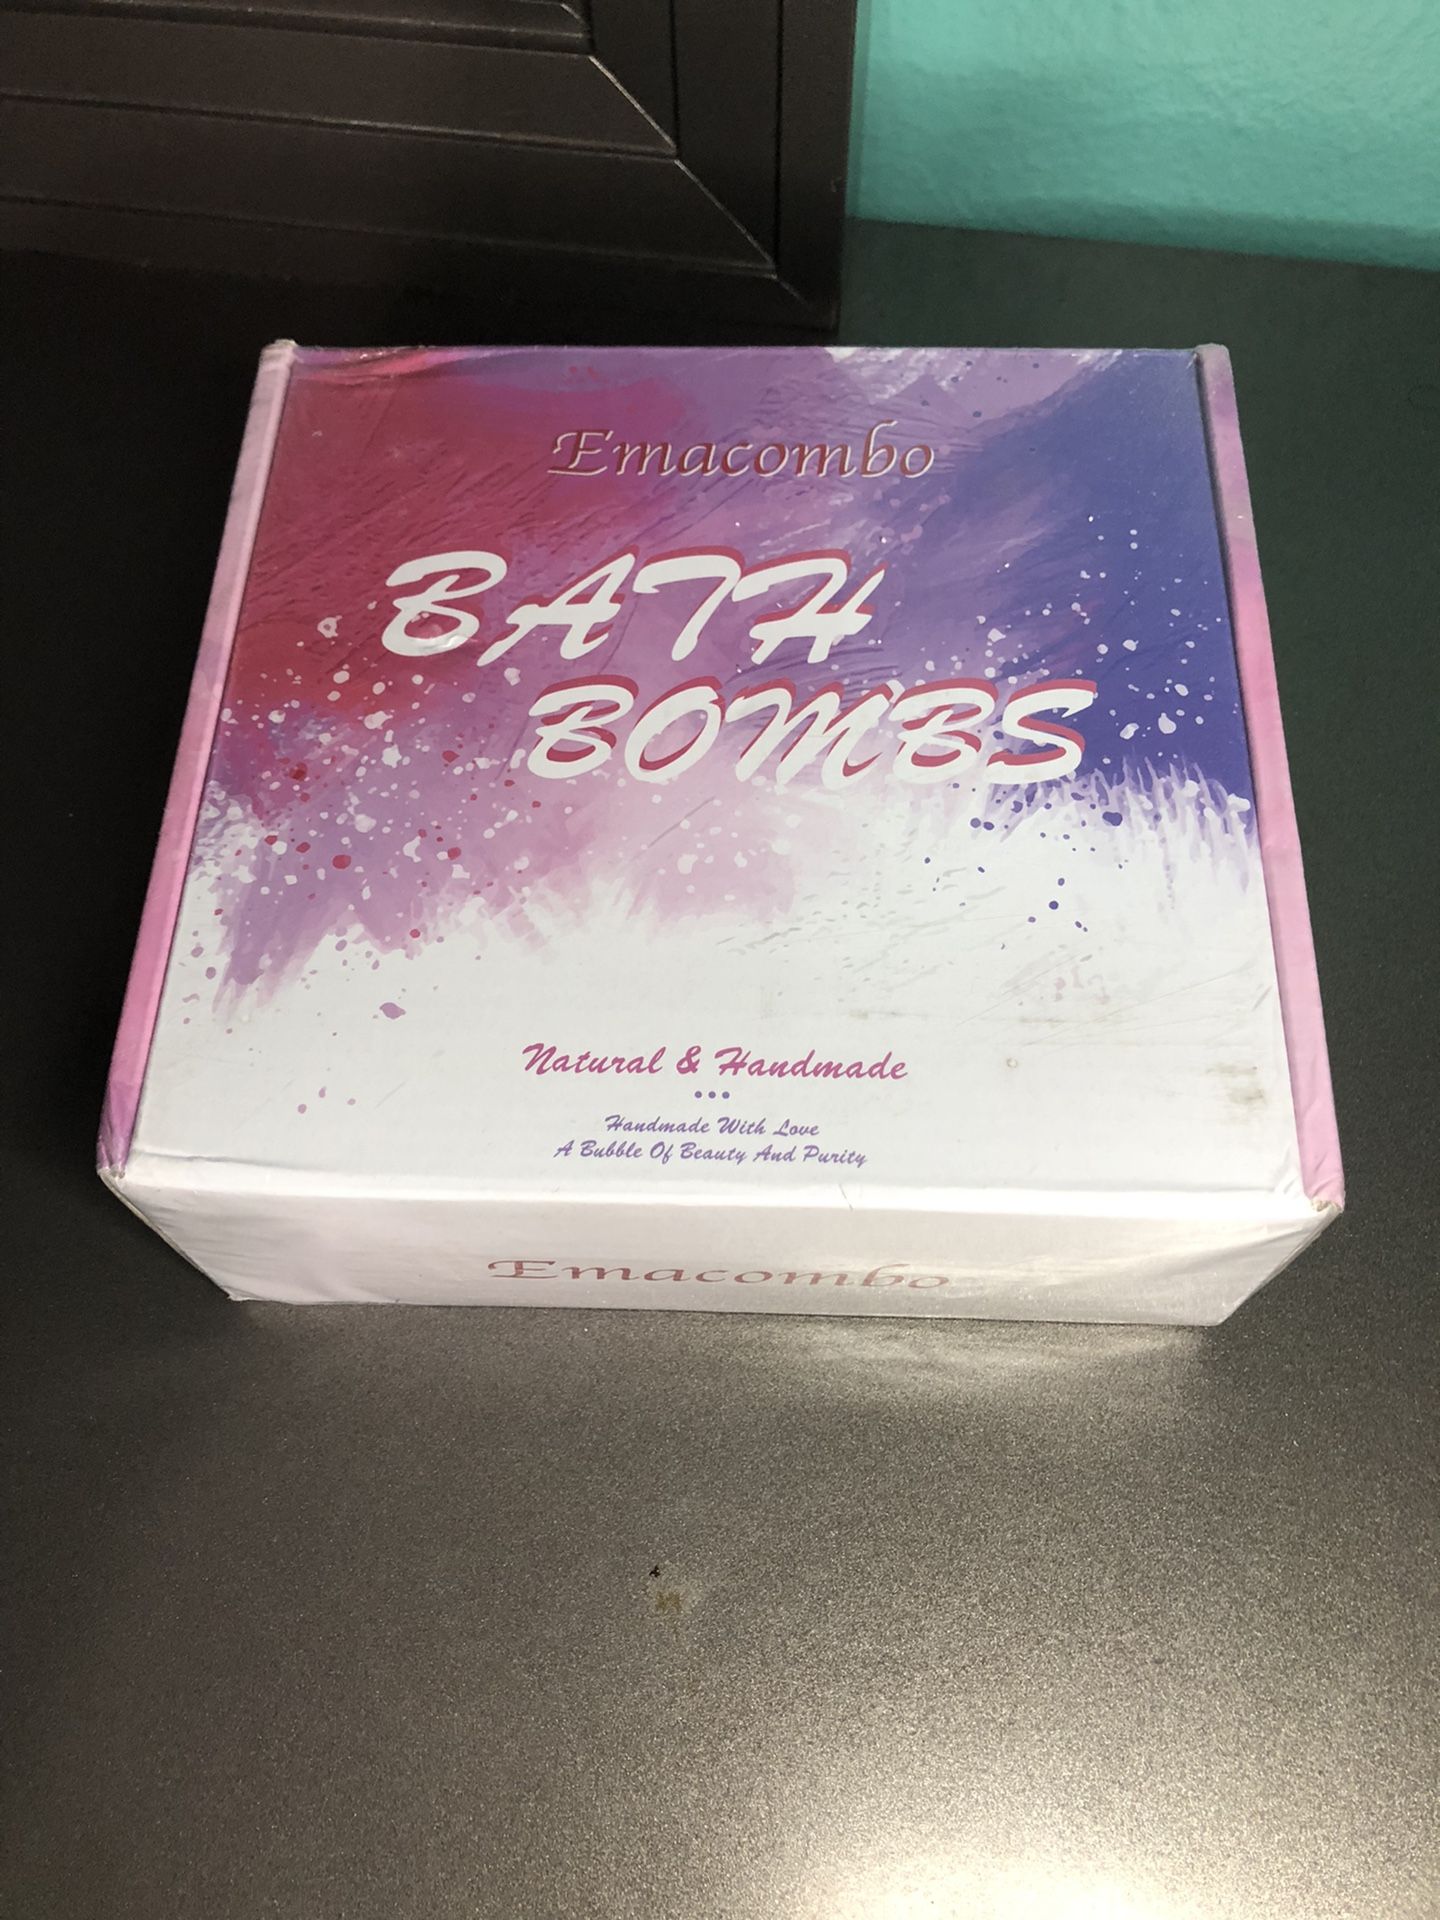 Emacombo
BATH
BOMBS
Natural & Handmade
Handmade With Love
A Bubble Of Beauty And Purity
Emacombo